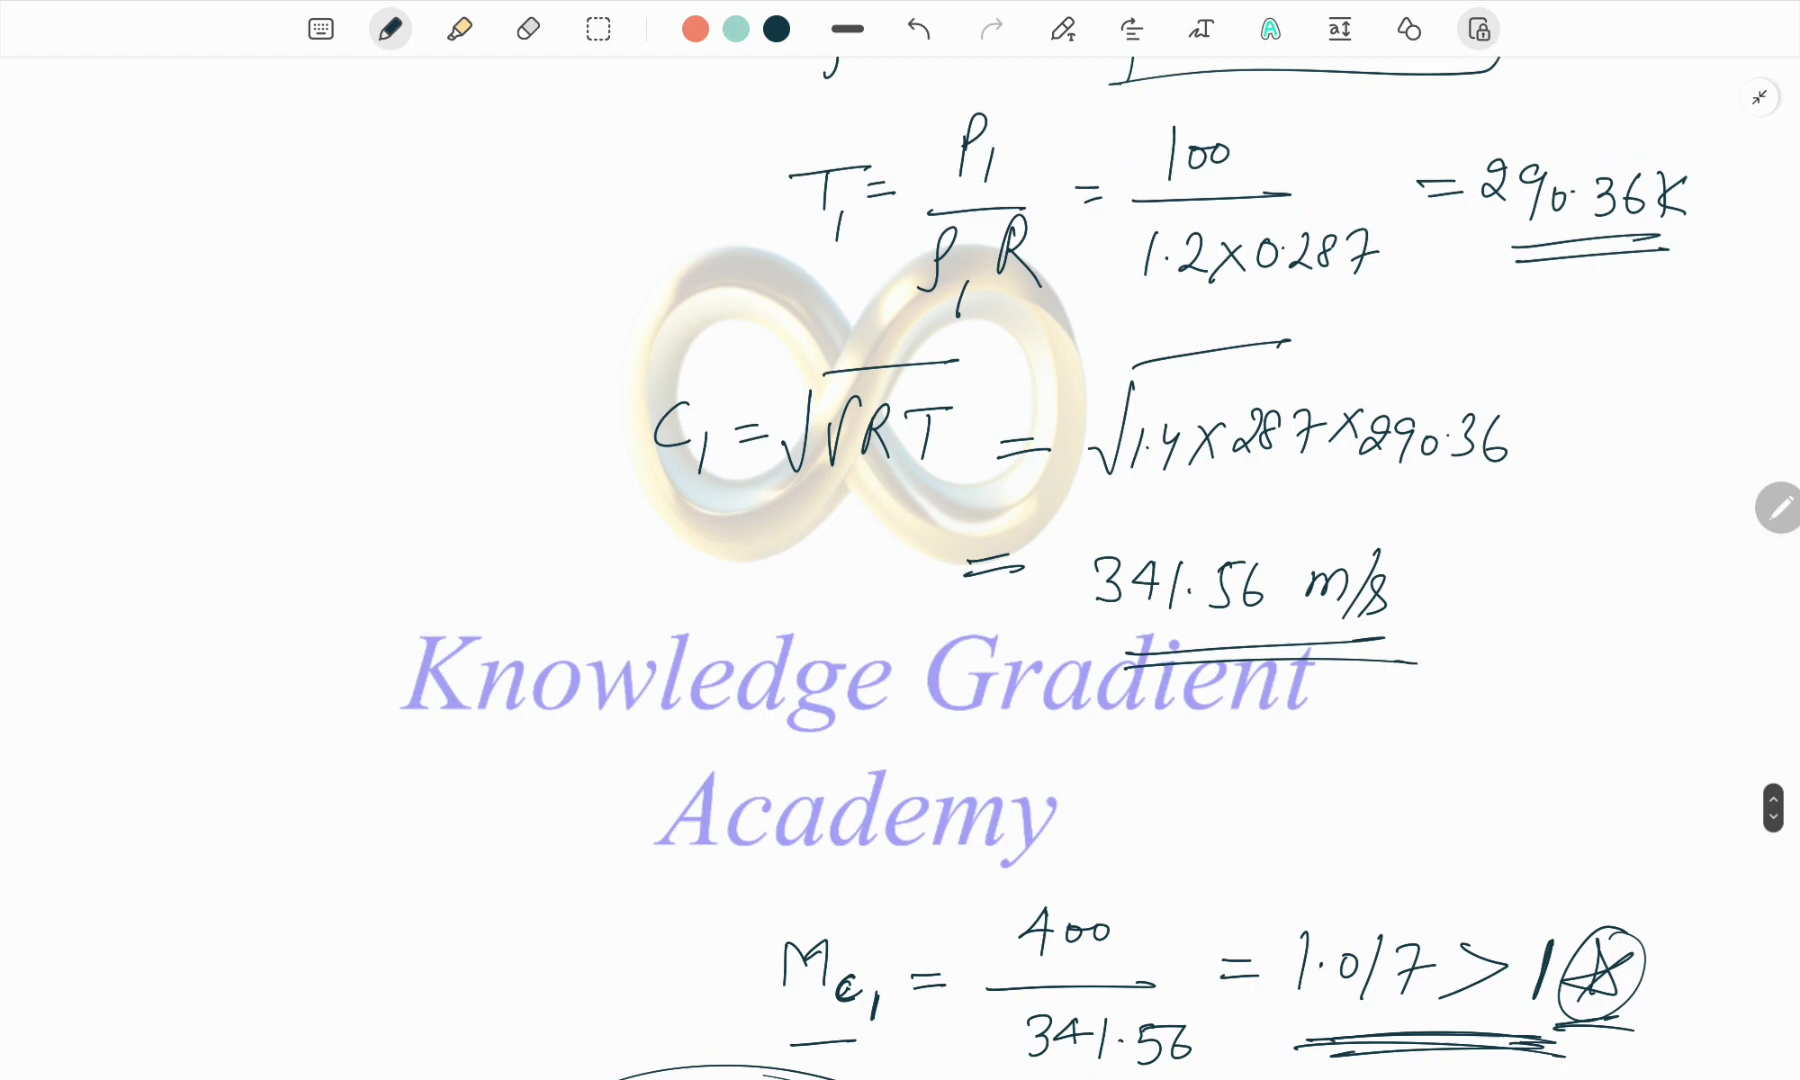 T₁ = P₁ / ρ₁ R = 100 / 1.2 × 0.287 = 290.36K
C₁ = √γRT = √1.4 × 287 × 290.36
= 341.56 m/s
Knowledge Gradient
Academy
M_c₁ = 400 / 341.56 = 1.017 > 1